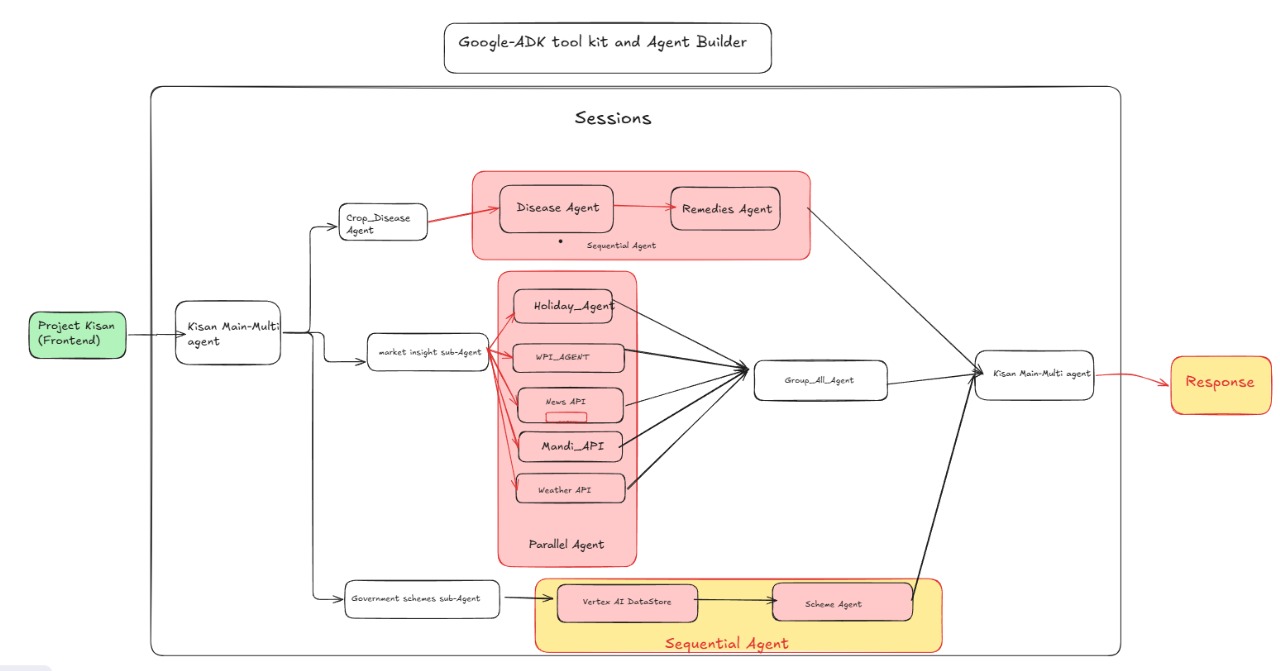 Google-ADK tool kit and Agent Builder
Sessions
Disease Agent
Remedies Agent
Sequential Agent
Crop_Disease
Agent
Holiday_Agent
Project Kisan
(Frontend)
Kisan Main-Multi
agent
market insight sub-Agent
WPI_AGENT
News API
Mandi_API
Weather API
Parallel Agent
Group_All_Agent
Kisan Main-Multi agent
Response
Government schemes sub-Agent
Vertex AI DataStore
Scheme Agent
Sequential Agent